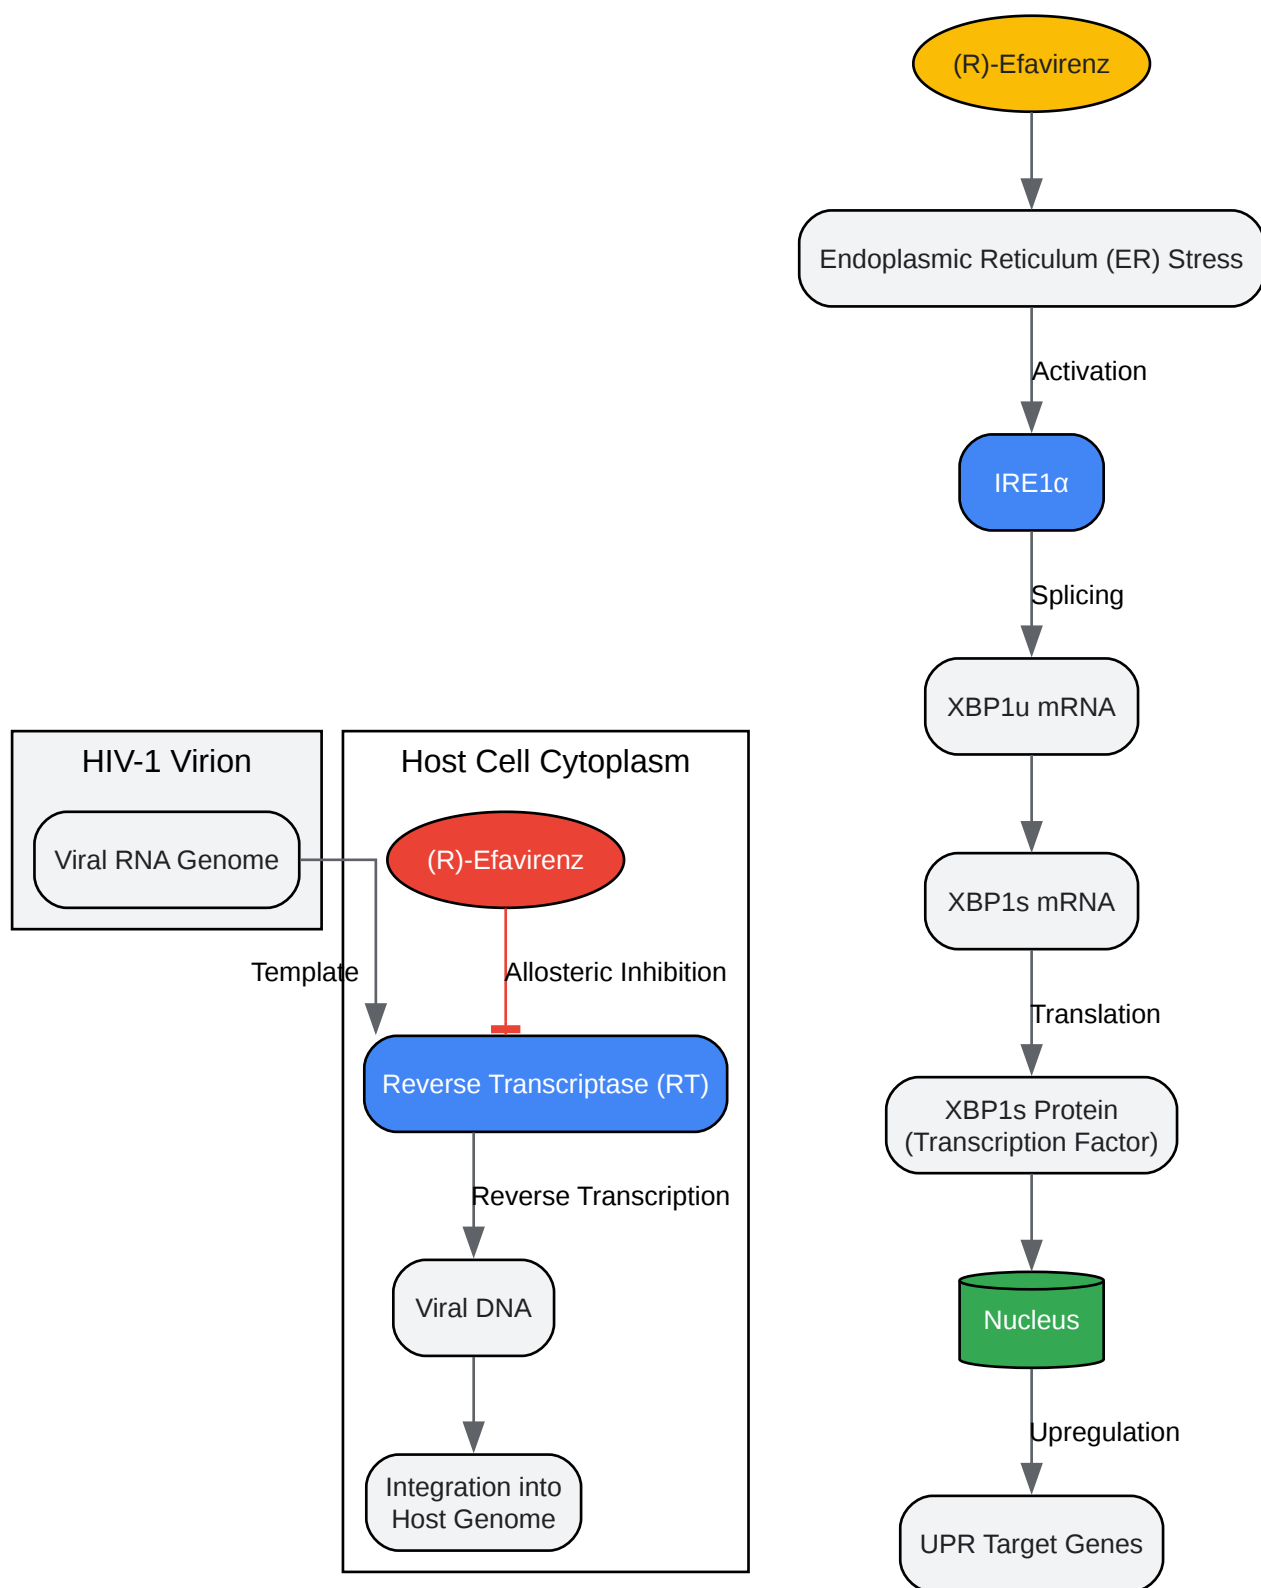 (R)-Efavirenz
Endoplasmic Reticulum (ER) Stress
Activation
IRE1α
Splicing
XBP1u mRNA
XBP1s mRNA
Translation
XBP1s Protein
(Transcription Factor)
Nucleus
Upregulation
UPR Target Genes
HIV-1 Virion
Viral RNA Genome
Template
Host Cell Cytoplasm
(R)-Efavirenz
Allosteric Inhibition
Reverse Transcriptase (RT)
Reverse Transcription
Viral DNA
Integration into
Host Genome